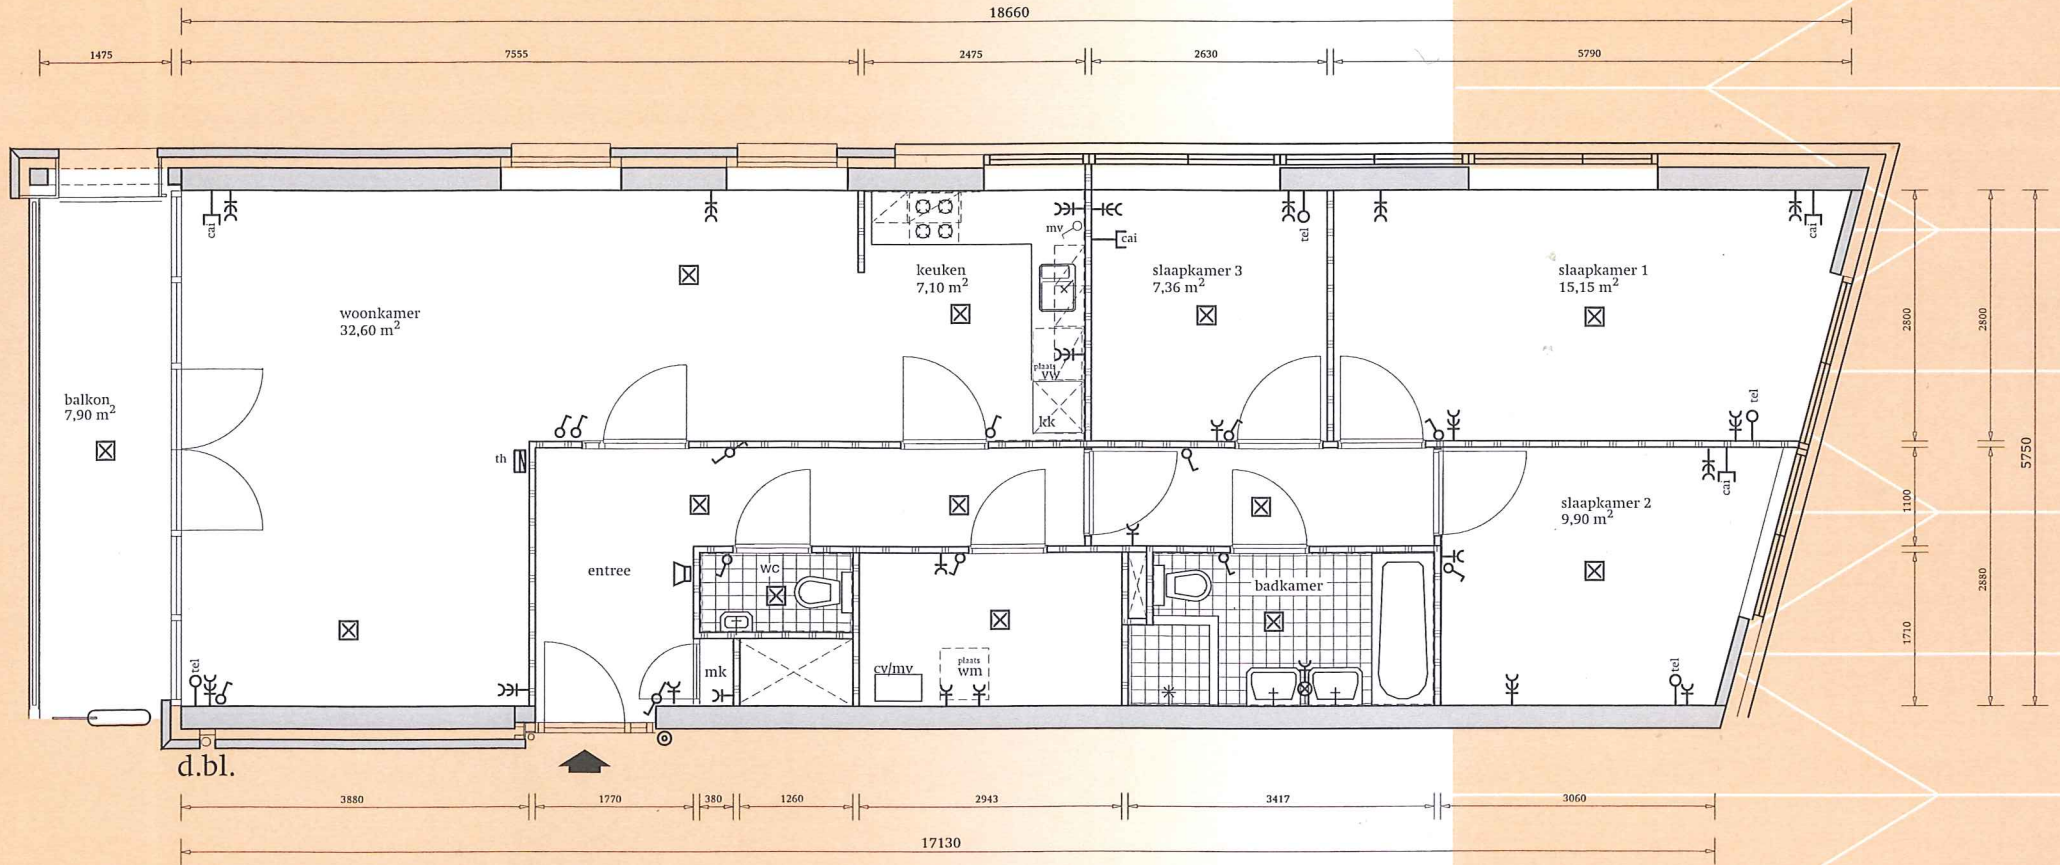 18660
1475
7555
2475
2630
5790
cai
mv
cai
tel
cai
keuken
7,10 m²
slaapkamer 3
7,36 m²
slaapkamer 1
15,15 m²
woonkamer
32,60 m²
balkon
7,90 m²
plaats
vw
kk
tel
th
cai
slaapkamer 2
9,90 m²
entree
wc
badkamer
tel
mk
cv/mv
plaats
wm
tel
2800
2800
1100
5750
2880
1710
d.bl.
3880
1770
380
1260
2943
3417
3060
17130